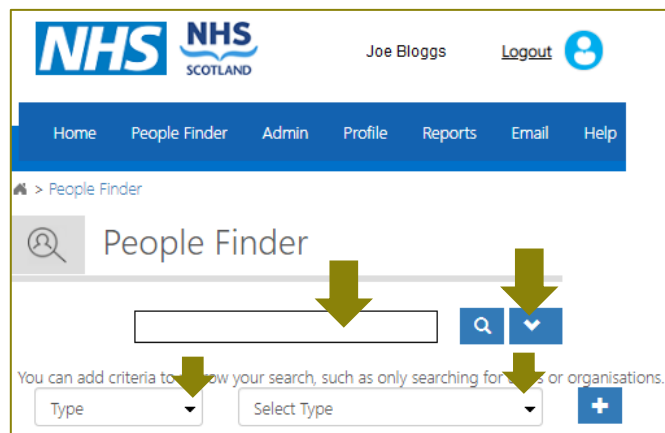 NHS NHS
SCOTLAND
Joe Bloggs Logout
Home People Finder Admin Profile Reports Email Help
> People Finder
People Finder
You can add criteria to your search, such as only searching for or organisations.
Type Select Type